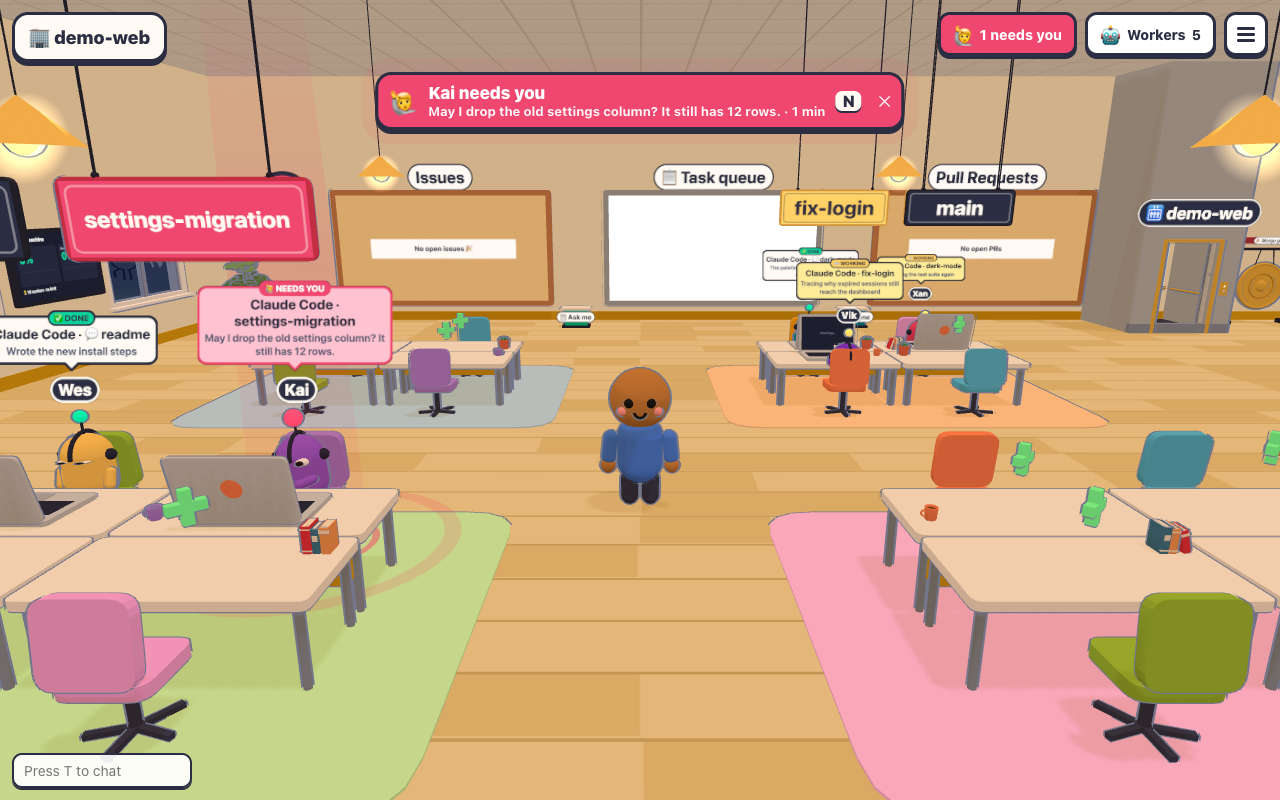 demo-web
1 needs you
Workers 5
Kai needs you
May I drop the old settings column? It still has 12 rows. · 1 min
N
Issues
Task queue
Pull Requests
settings-migration
fix-login
main
demo-web
No open issues
No open PRs
DONE
WORKING
Claude Code · fix-login
Tracing why expired sessions still
reach the dashboard
WORKING
Code · dark-mode
Xan
Vik
Ask me
NEEDS YOU
Claude Code ·
settings-migration
May I drop the old settings column? It
still has 12 rows.
DONE
Claude Code · readme
Wrote the new install steps
Wes
Kai
Press T to chat